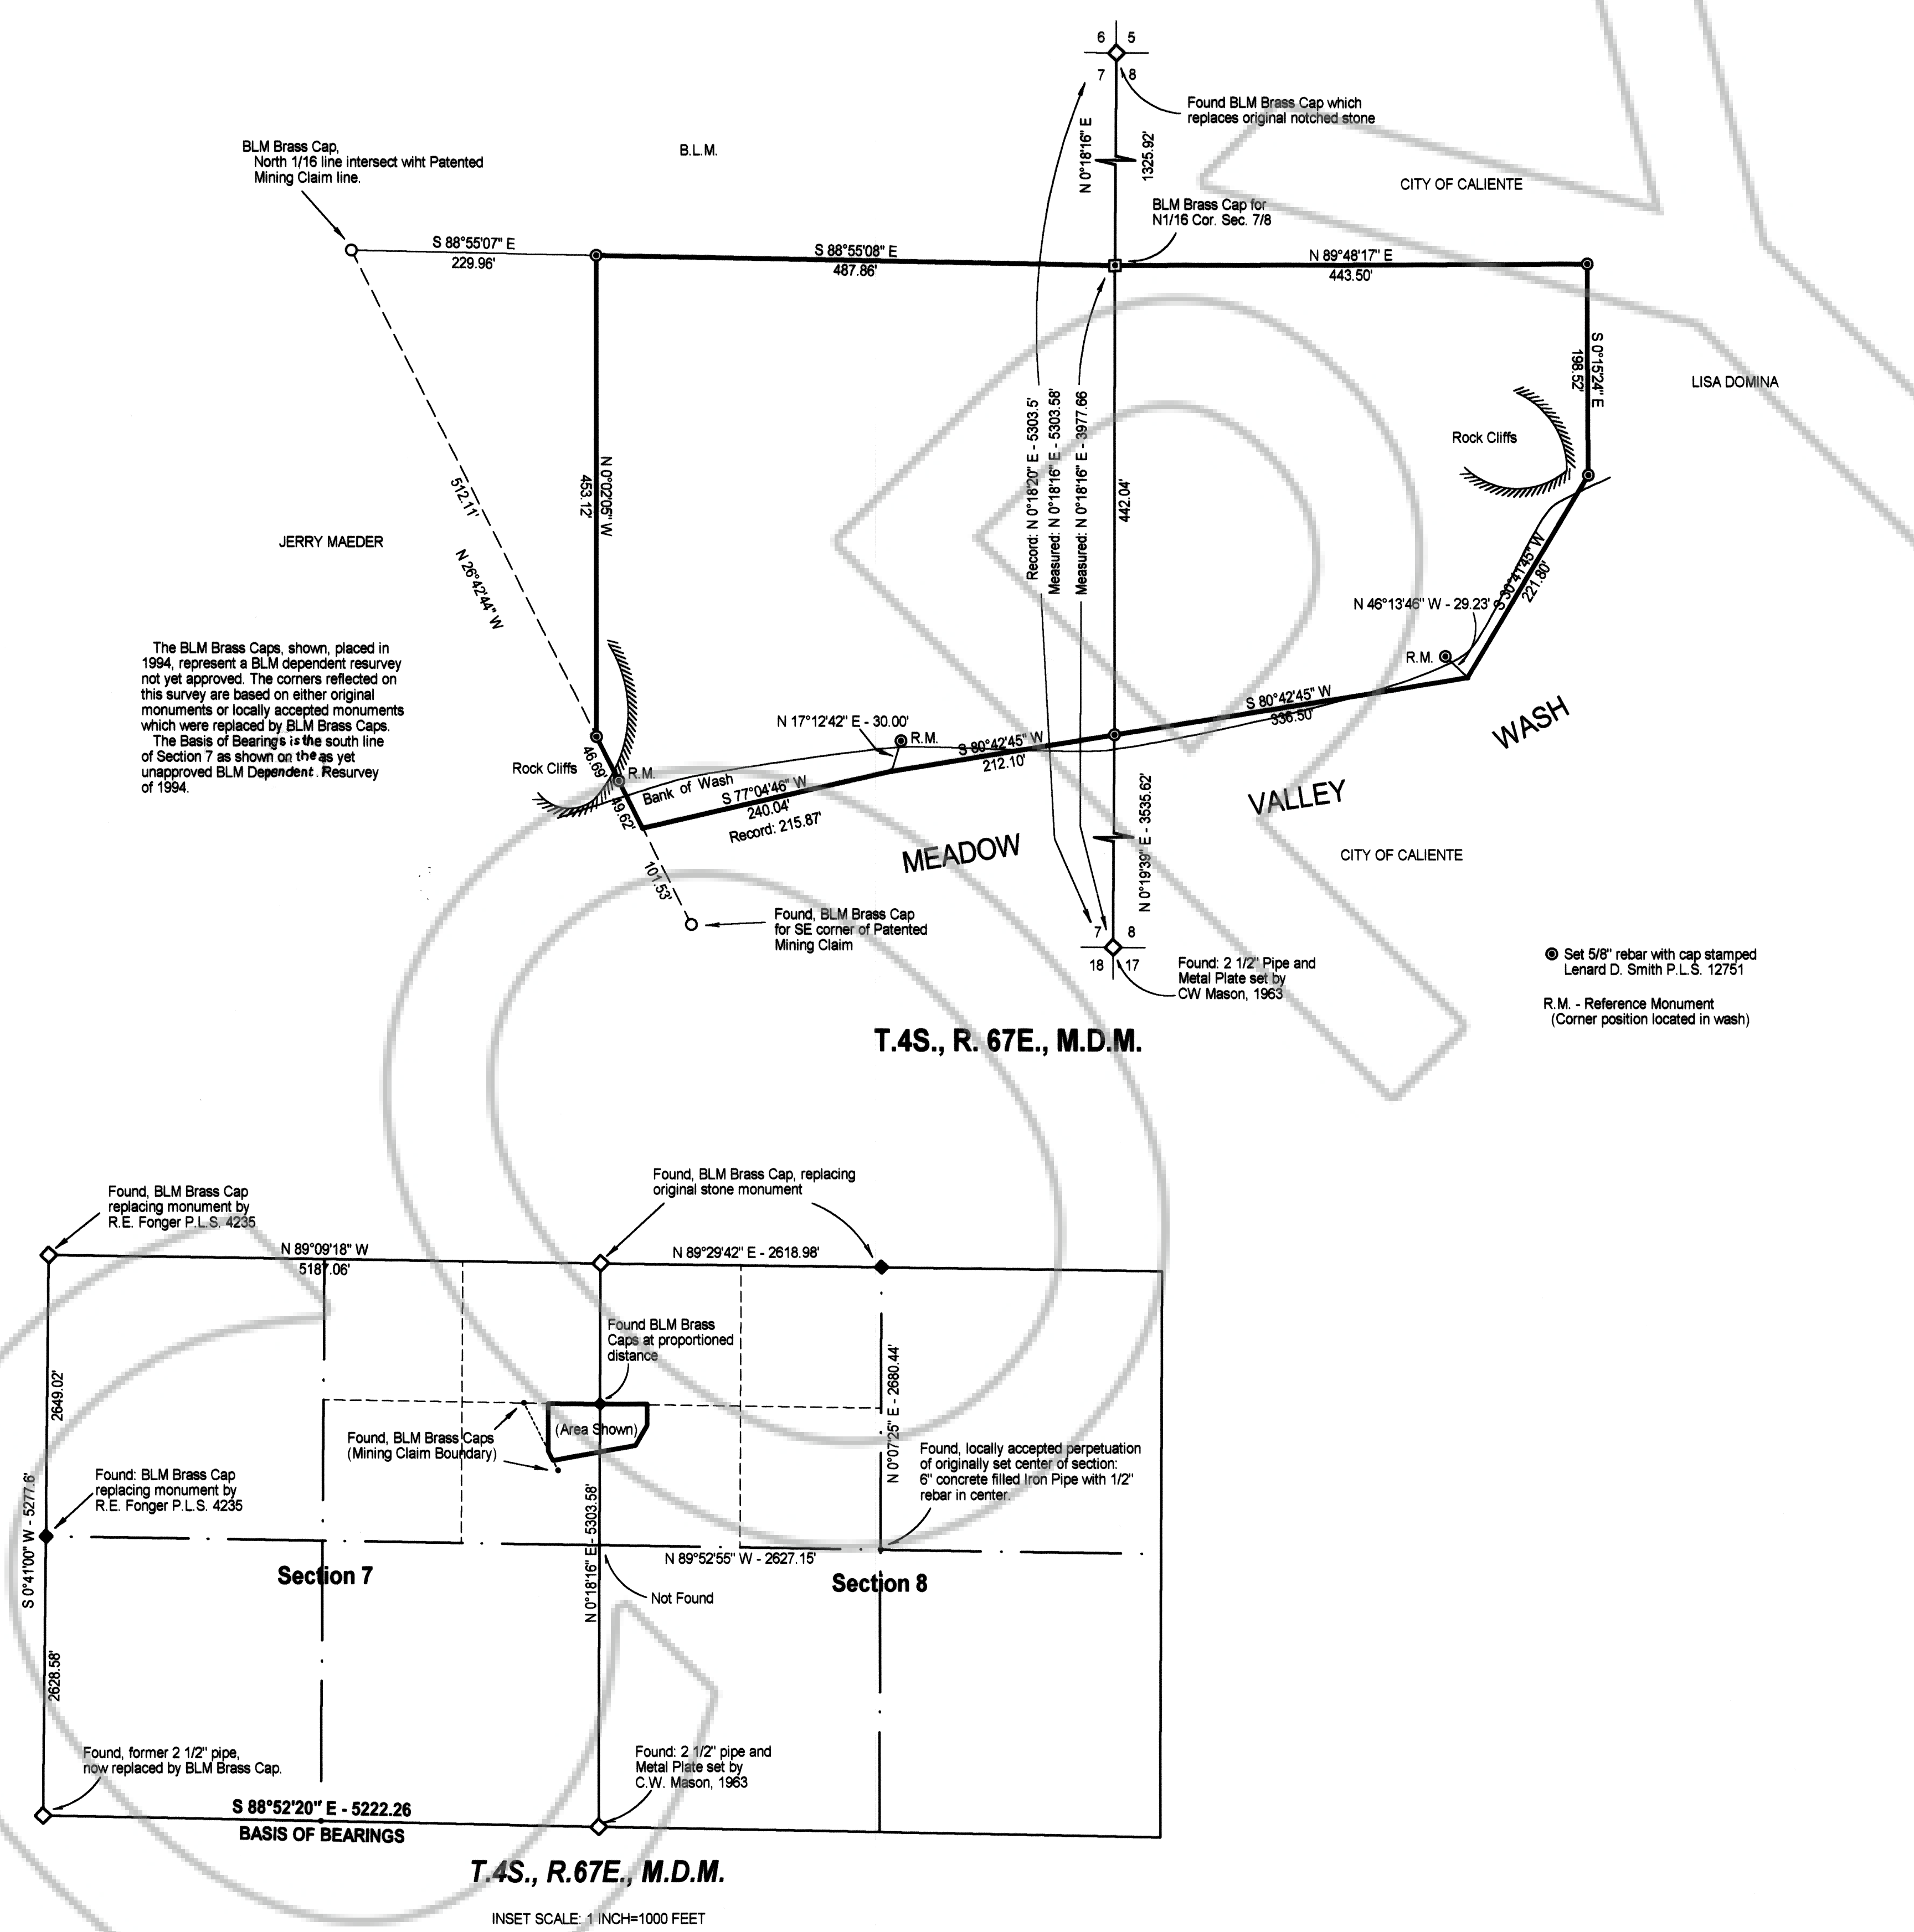 6 5
7 8
Found BLM Brass Cap which
replaces original notched stone
N 0°18'16" E
1325.92'
BLM Brass Cap,
North 1/16 line intersect wiht Patented
Mining Claim line.
B.L.M.
CITY OF CALIENTE
BLM Brass Cap for
N1/16 Cor. Sec. 7/8
S 88°55'07" E
229.96'
S 88°55'08" E
487.86'
N 89°48'17" E
443.50'
S 0°15'24" E
198.52'
LISA DOMINA
Rock Cliffs
N 0°02'05" W
453.12'
512.11'
N 26°42'44" W
JERRY MAEDER
Record: N 0°18'20" E - 5303.5'
Measured: N 0°18'16" E - 5303.58'
Measured: N 0°18'16" E - 3977.66
442.04'
S 30°41'45" W
221.80'
N 46°13'46" W - 29.23'
R.M.
The BLM Brass Caps, shown, placed in
1994, represent a BLM dependent resurvey
not yet approved. The corners reflected on
this survey are based on either original
monuments or locally accepted monuments
which were replaced by BLM Brass Caps.
The Basis of Bearings is the south line
of Section 7 as shown on the as yet
unapproved BLM Dependent Resurvey
of 1994.
S 80°42'45" W
336.50'
WASH
N 17°12'42" E - 30.00'
R.M.
S 80°42'45" W
212.10'
46.69'
R.M.
Rock Cliffs
Bank of Wash
49.62'
S 77°04'46" W
240.04'
Record: 215.87'
VALLEY
MEADOW
N 0°19'39" E - 3535.62'
CITY OF CALIENTE
101.53'
Found, BLM Brass Cap
for SE corner of Patented
Mining Claim
7 8
18 17
Found: 2 1/2" Pipe and
Metal Plate set by
CW Mason, 1963
Set 5/8" rebar with cap stamped
Lenard D. Smith P.L.S. 12751
R.M. - Reference Monument
(Corner position located in wash)
T.4S., R. 67E., M.D.M.
Found, BLM Brass Cap
replacing monument by
R.E. Fonger P.L.S. 4235
Found, BLM Brass Cap, replacing
original stone monument
N 89°09'18" W
5187.06'
N 89°29'42" E - 2618.98'
Found BLM Brass
Caps at proportioned
distance
2649.02'
N 0°07'25" E - 2680.44'
(Area Shown)
Found, BLM Brass Caps
(Mining Claim Boundary)
Found, locally accepted perpetuation
of originally set center of section:
6" concrete filled Iron Pipe with 1/2"
rebar in center.
Found: BLM Brass Cap
replacing monument by
R.E. Fonger P.L.S. 4235
S 0°41'00" W - 5277.6'
N 0°18'16" E - 5303.58'
N 89°52'55" W - 2627.15'
Section 7
Section 8
Not Found
2628.58'
Found, former 2 1/2" pipe,
now replaced by BLM Brass Cap.
Found: 2 1/2" pipe and
Metal Plate set by
C.W. Mason, 1963
S 88°52'20" E - 5222.26
BASIS OF BEARINGS
T.4S., R.67E., M.D.M.
INSET SCALE: 1 INCH=1000 FEET